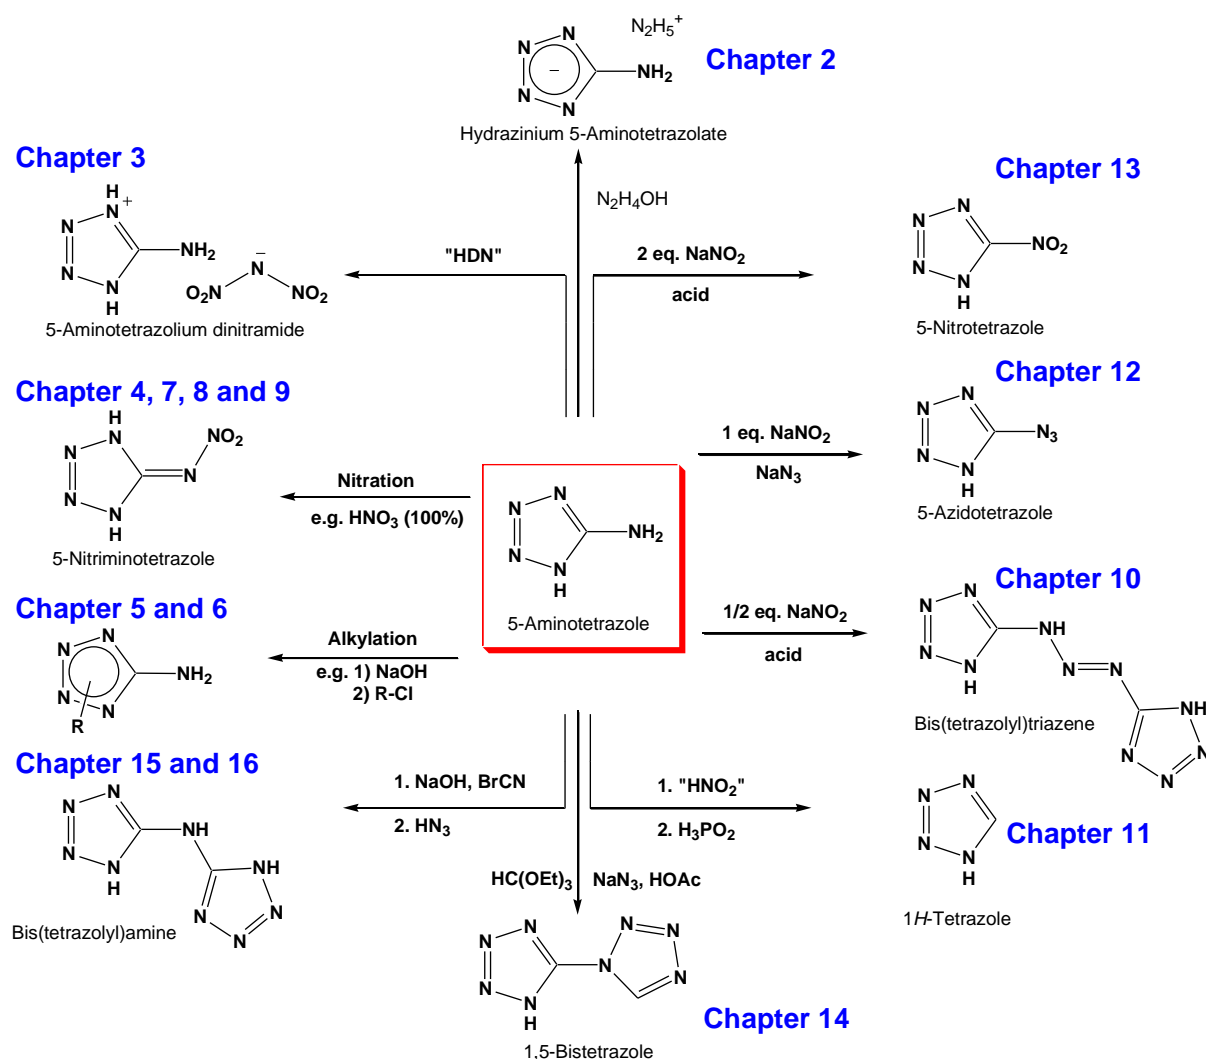 N2H5+
Chapter 2
N N N N − NH2
Hydrazinium 5-Aminotetrazolate
N2H4OH
Chapter 3
H N + N N N H NH2
O2N N − NO2
5-Aminotetrazolium dinitramide
"HDN"
2 eq. NaNO2
acid
Chapter 13
N N N N H NO2
5-Nitrotetrazole
Chapter 4, 7, 8 and 9
H N N N N H N NO2
5-Nitriminotetrazole
Nitration
e.g. HNO3 (100%)
N N N N H NH2
5-Aminotetrazole
1 eq. NaNO2
NaN3
Chapter 12
N N N N H N3
5-Azidotetrazole
Chapter 5 and 6
N N N N R NH2
Alkylation
e.g. 1) NaOH
2) R-Cl
1/2 eq. NaNO2
acid
Chapter 10
N N N N H NH N N NH N N N
Bis(tetrazolyl)triazene
Chapter 15 and 16
N N N N H NH NH N N N
Bis(tetrazolyl)amine
1. NaOH, BrCN
2. HN3
1. "HNO2"
2. H3PO2
N N N N H
Chapter 11
1H-Tetrazole
HC(OEt)3
NaN3, HOAc
N N N N H N N N N
Chapter 14
1,5-Bistetrazole